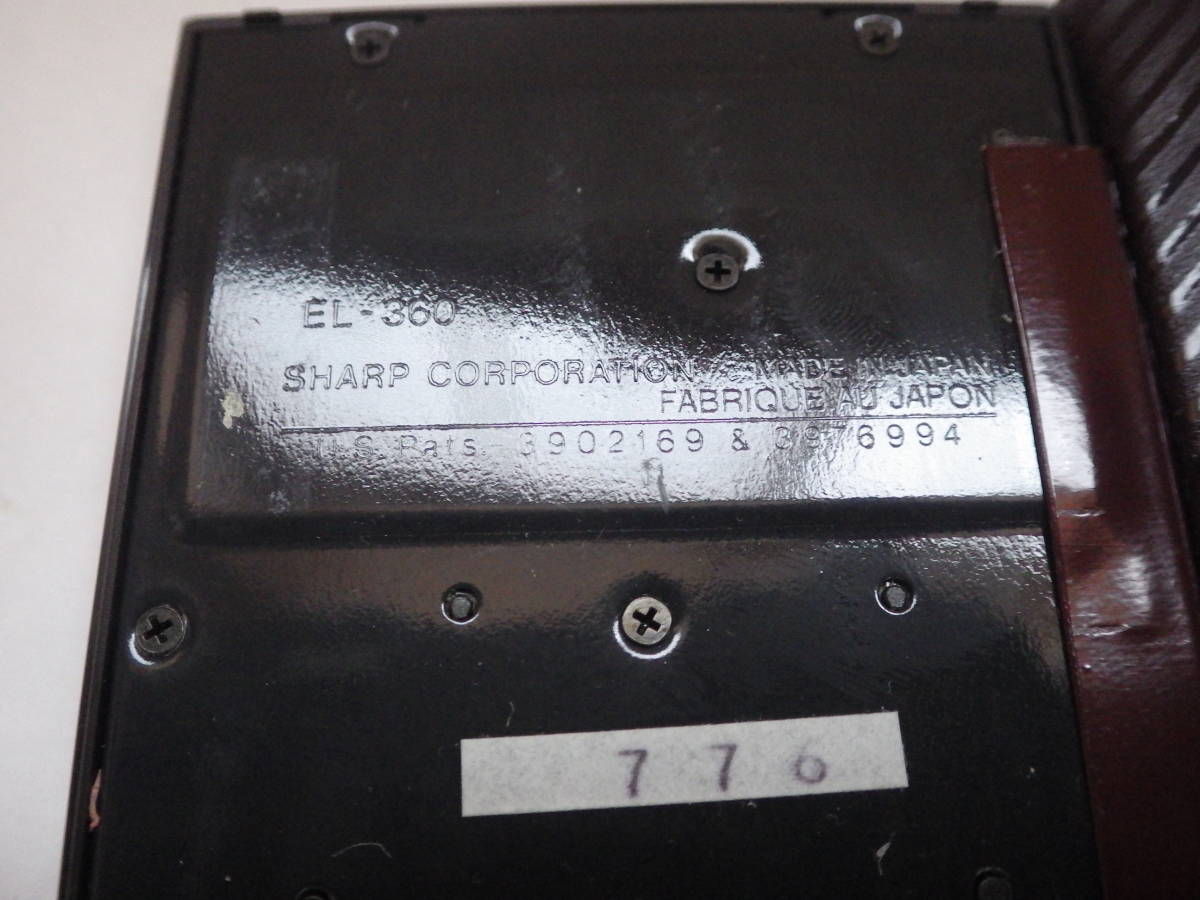 EL-360
SHARP CORPORATION MADE IN JAPAN
FABRIQUE AU JAPON
U.S. Pats. 3902169 & 3976994
776